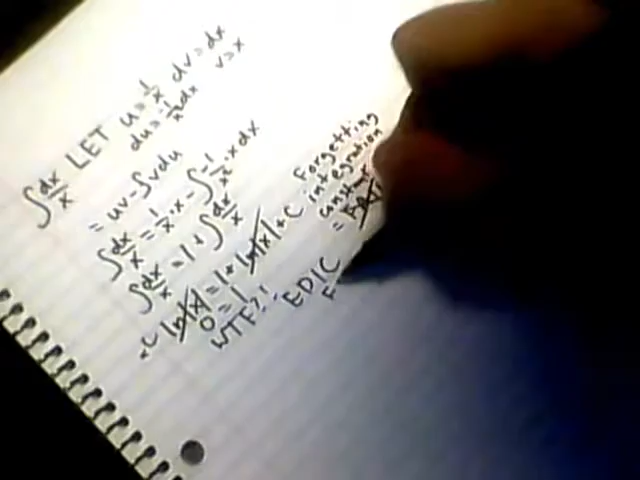 ∫dx/x LET u=1/x dv=dx
du=-1/x²dx v=x
= uv-∫vdu
∫dx/x = 1/x·x - ∫-1/x²·xdx
∫dx/x = 1+∫dx/x
+C ln|x| = 1+ln|x|+C
0=1
WTF?!
Forgetting
integration
constant
=
EPIC
F